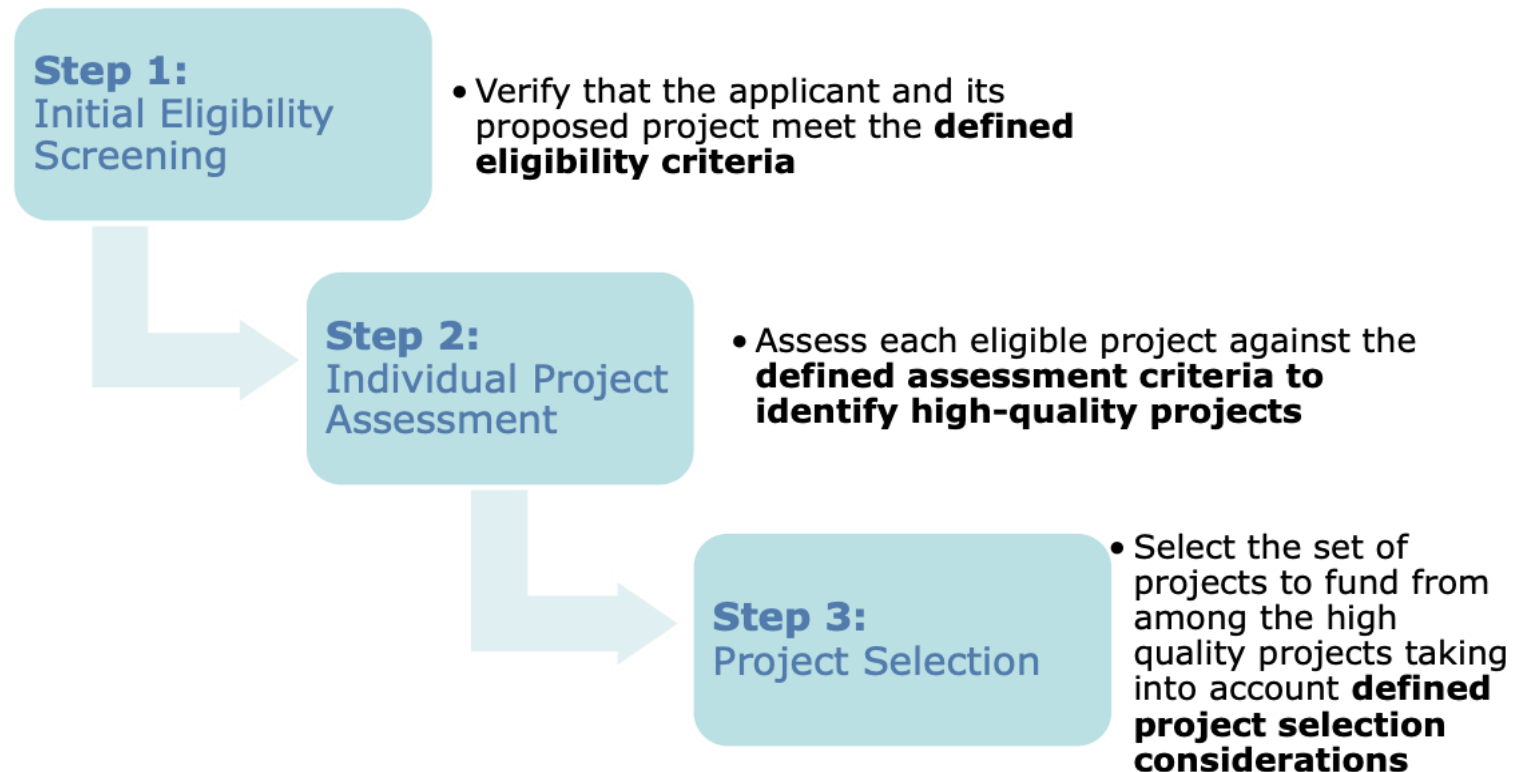 Step 1:
Initial Eligibility
Screening
• Verify that the applicant and its
proposed project meet the defined
eligibility criteria
Step 2:
Individual Project
Assessment
• Assess each eligible project against the
defined assessment criteria to
identify high-quality projects
Step 3:
Project Selection
• Select the set of
projects to fund from
among the high
quality projects taking
into account defined
project selection
considerations